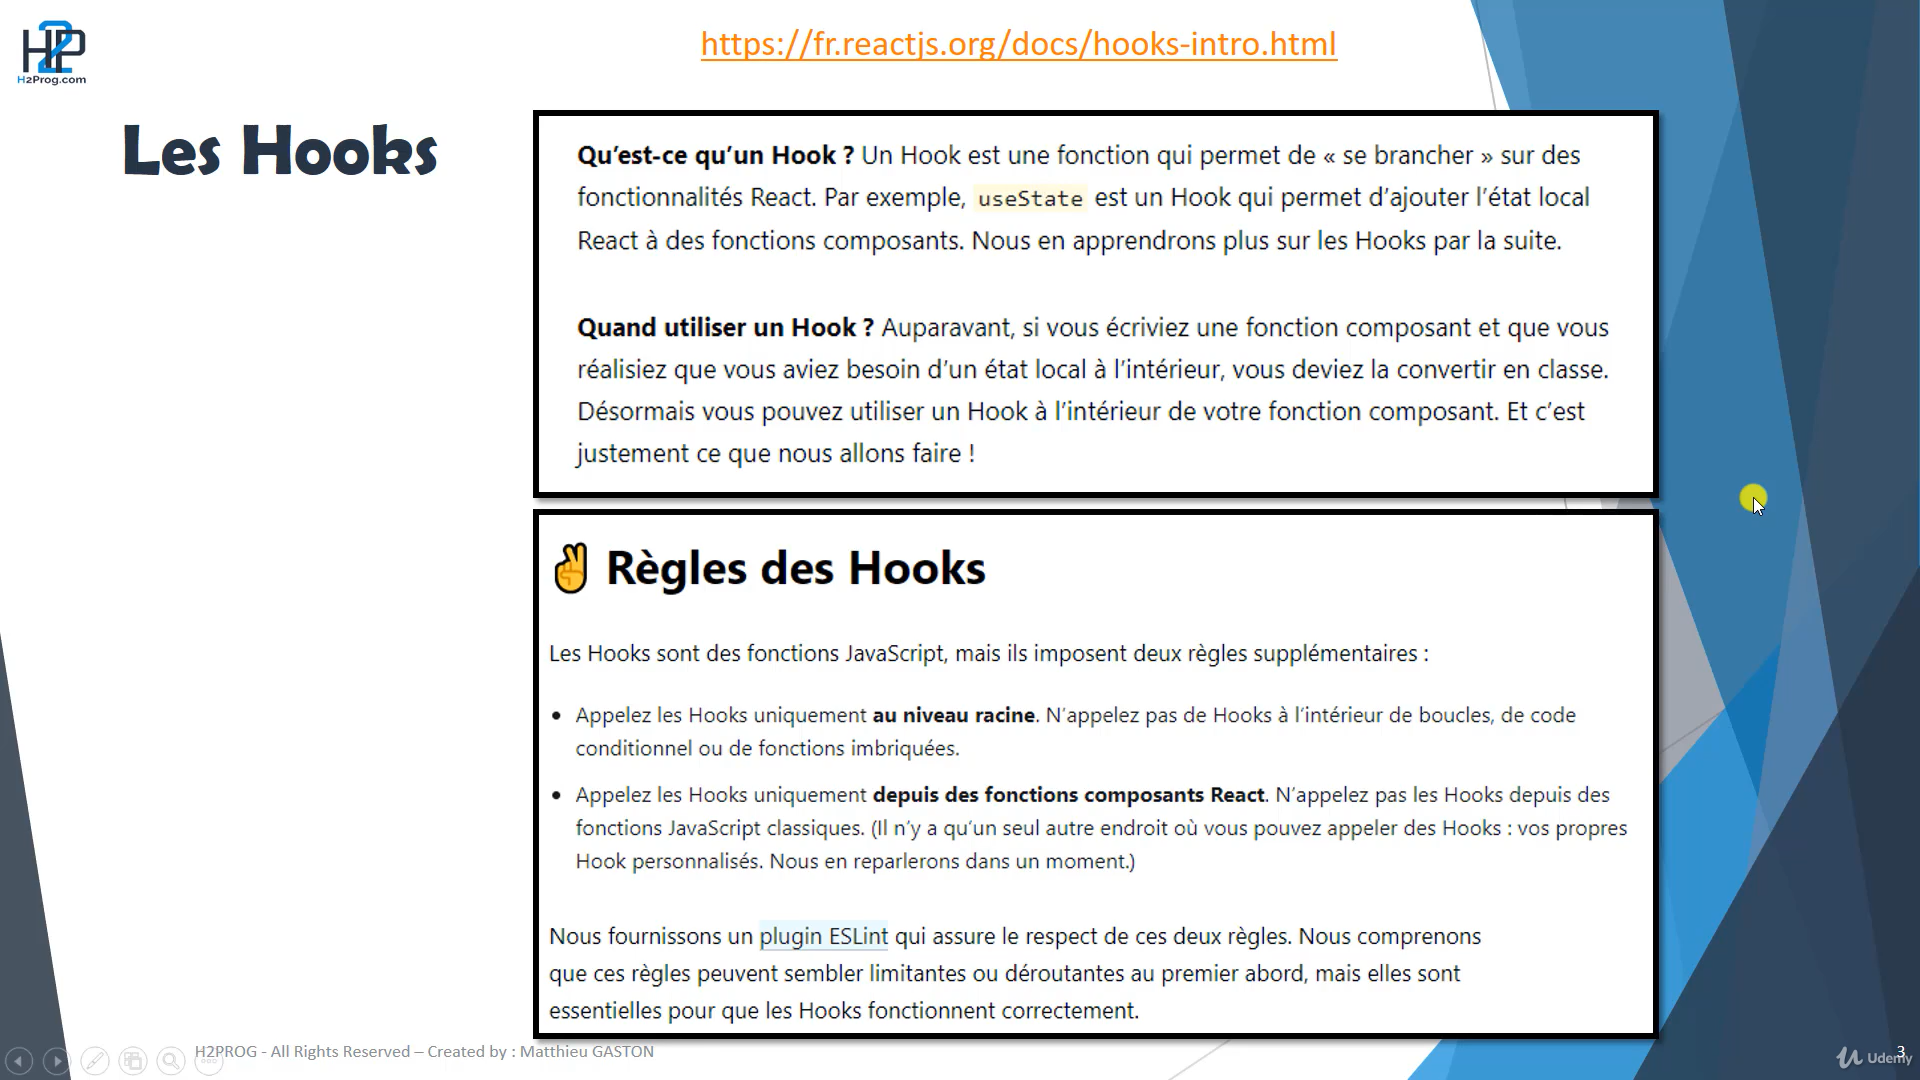 H2P
H2Prog.com
https://fr.reactjs.org/docs/hooks-intro.html
Les Hooks
Qu’est-ce qu’un Hook ? Un Hook est une fonction qui permet de « se brancher » sur des
fonctionnalités React. Par exemple, useState est un Hook qui permet d’ajouter l’état local
React à des fonctions composants. Nous en apprendrons plus sur les Hooks par la suite.
Quand utiliser un Hook ? Auparavant, si vous écriviez une fonction composant et que vous
réalisiez que vous aviez besoin d’un état local à l’intérieur, vous deviez la convertir en classe.
Désormais vous pouvez utiliser un Hook à l’intérieur de votre fonction composant. Et c’est
justement ce que nous allons faire !
✌️ Règles des Hooks
Les Hooks sont des fonctions JavaScript, mais ils imposent deux règles supplémentaires :
• Appelez les Hooks uniquement au niveau racine. N’appelez pas de Hooks à l’intérieur de boucles, de code
conditionnel ou de fonctions imbriquées.
• Appelez les Hooks uniquement depuis des fonctions composants React. N’appelez pas les Hooks depuis des
fonctions JavaScript classiques. (Il n’y a qu’un seul autre endroit où vous pouvez appeler des Hooks : vos propres
Hook personnalisés. Nous en reparlerons dans un moment.)
Nous fournissons un plugin ESLint qui assure le respect de ces deux règles. Nous comprenons
que ces règles peuvent sembler limitantes ou déroutantes au premier abord, mais elles sont
essentielles pour que les Hooks fonctionnent correctement.
H2PROG - All Rights Reserved – Created by : Matthieu GASTON
3
Udemy